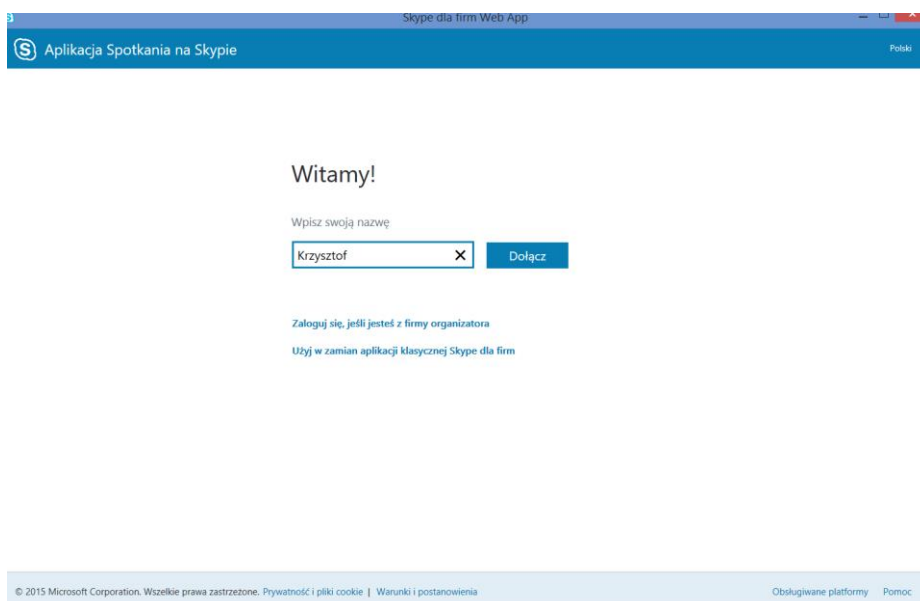 Skype dla firm Web App
Aplikacja Spotkania na Skypie
Polski
Witamy!
Wpisz swoją nazwę
Krzysztof
Dołącz
Zaloguj się, jeśli jesteś z firmy organizatora
Użyj w zamian aplikacji klasycznej Skype dla firm
© 2015 Microsoft Corporation. Wszelkie prawa zastrzeżone. Prywatność i pliki cookie | Warunki i postanowienia Obsługiwane platformy Pomoc